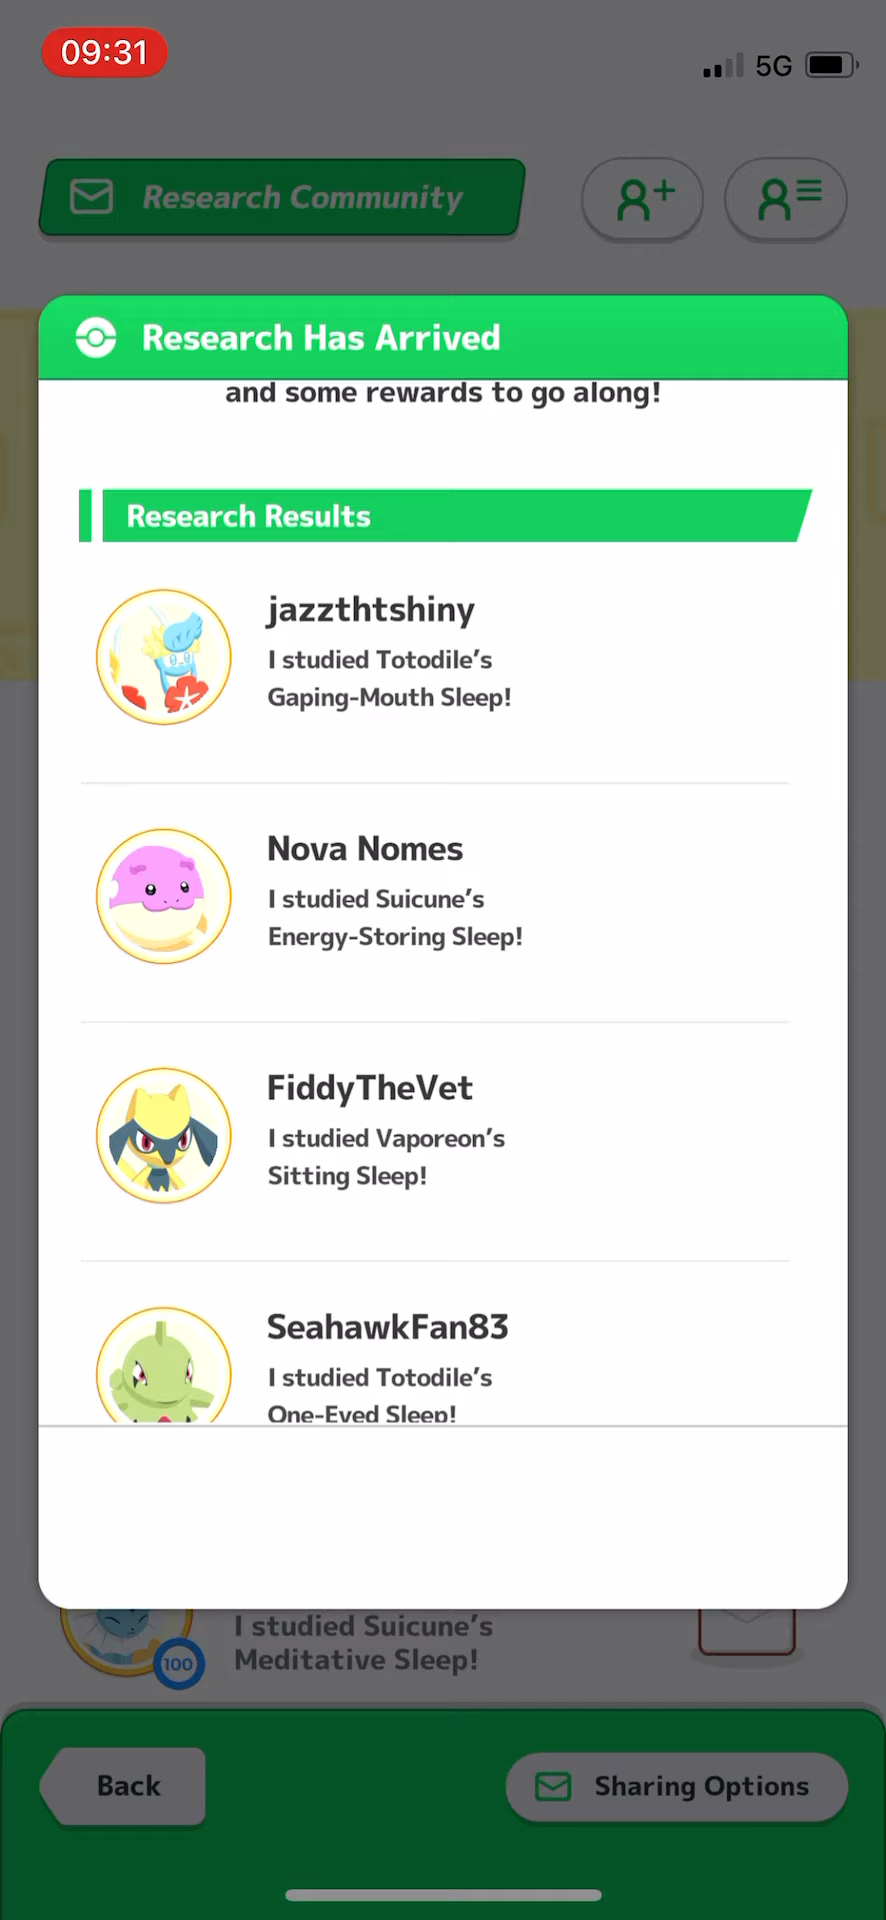 09:31
5G
Research Community
Research Has Arrived
and some rewards to go along!
Research Results
jazzthtshiny
I studied Totodile’s
Gaping-Mouth Sleep!
Nova Nomes
I studied Suicune’s
Energy-Storing Sleep!
FiddyTheVet
I studied Vaporeon’s
Sitting Sleep!
SeahawkFan83
I studied Totodile’s
One-Eyed Sleep!
I studied Suicune’s
100
Meditative Sleep!
Back
Sharing Options